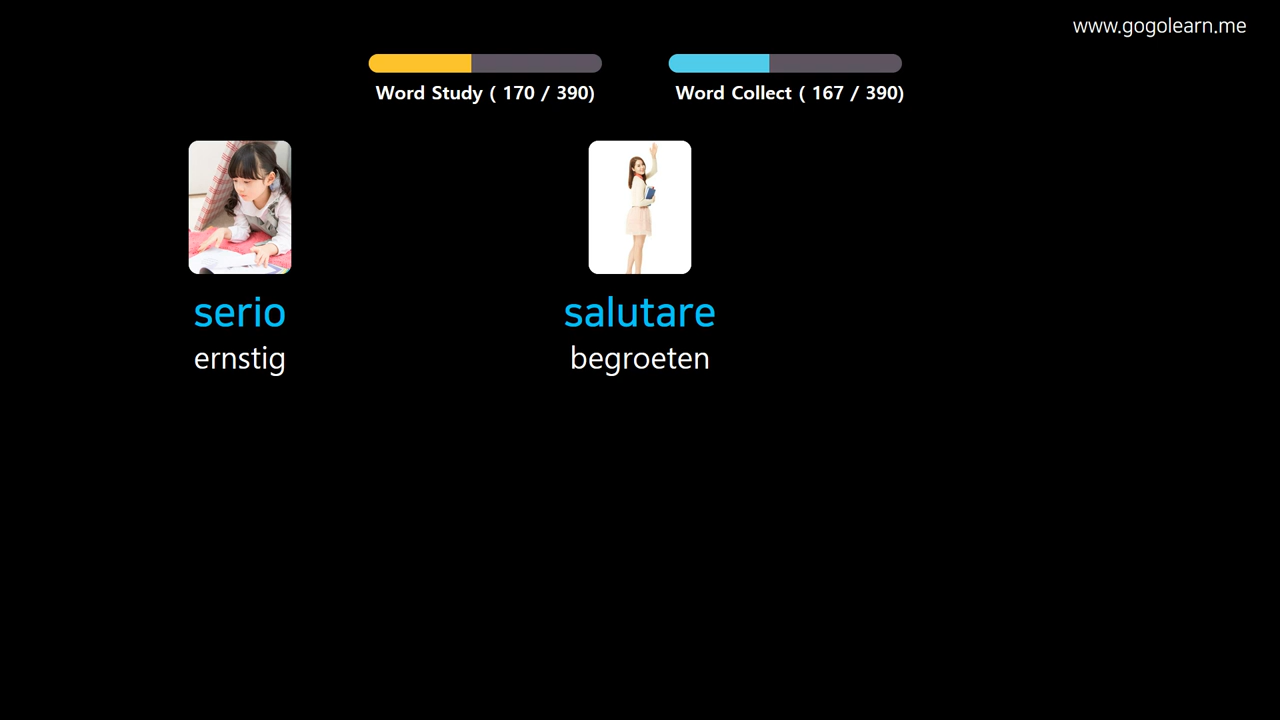 www.gogolearn.me
Word Study ( 170 / 390)
Word Collect ( 167 / 390)
serio
salutare
ernstig
begroeten